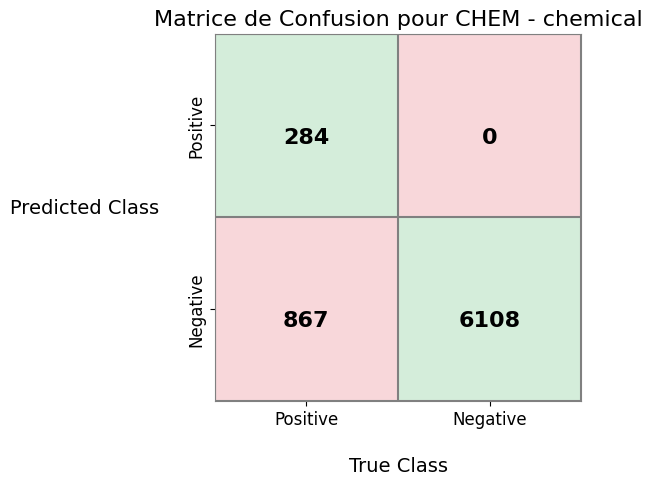 Matrice de Confusion pour CHEM - chemical
Positive
284
0
Predicted Class
Negative
867
6108
Positive
Negative
True Class